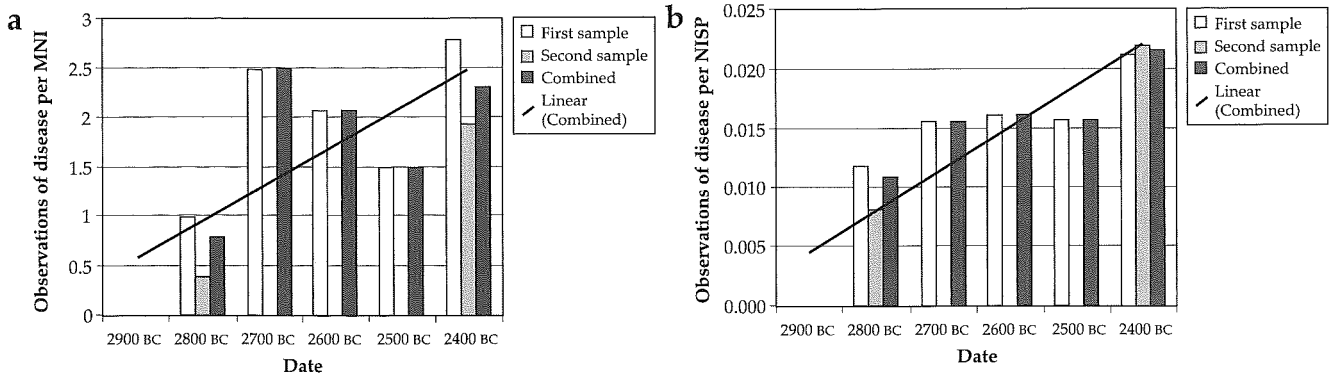 a
Observations of disease per MNI
3
2.5
2
1.5
1
0.5
0
2900 BC 2800 BC 2700 BC 2600 BC 2500 BC 2400 BC
Date
First sample
Second sample
Combined
Linear
(Combined)
b
Observations of disease per NISP
0.025
0.020
0.015
0.010
0.005
0.000
2900 BC 2800 BC 2700 BC 2600 BC 2500 BC 2400 BC
Date
First sample
Second sample
Combined
Linear
(Combined)